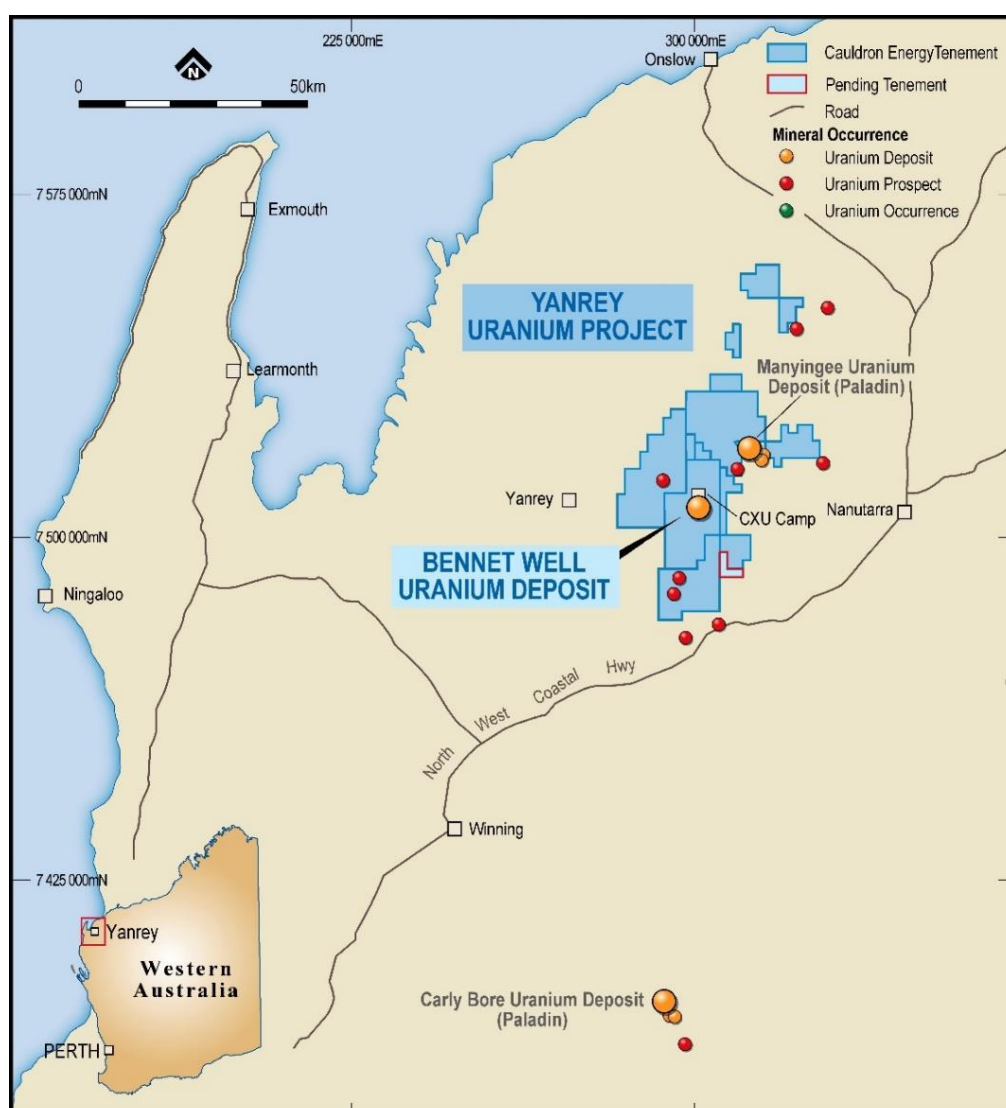 225 000mE
300 000mE
N
0
50km
Onslow
Cauldron EnergyTenement
Pending Tenement
Road
Mineral Occurrence
Uranium Deposit
Uranium Prospect
Uranium Occurrence
7 575 000mN
Exmouth
YANREY
URANIUM PROJECT
Learmonth
Manyingee Uranium
Deposit (Paladin)
Yanrey
CXU Camp
Nanutarra
7 500 000mN
BENNET WELL
URANIUM DEPOSIT
Ningaloo
North West Coastal Hwy
Winning
7 425 000mN
Yanrey
Western
Australia
PERTH
Carly Bore Uranium Deposit
(Paladin)